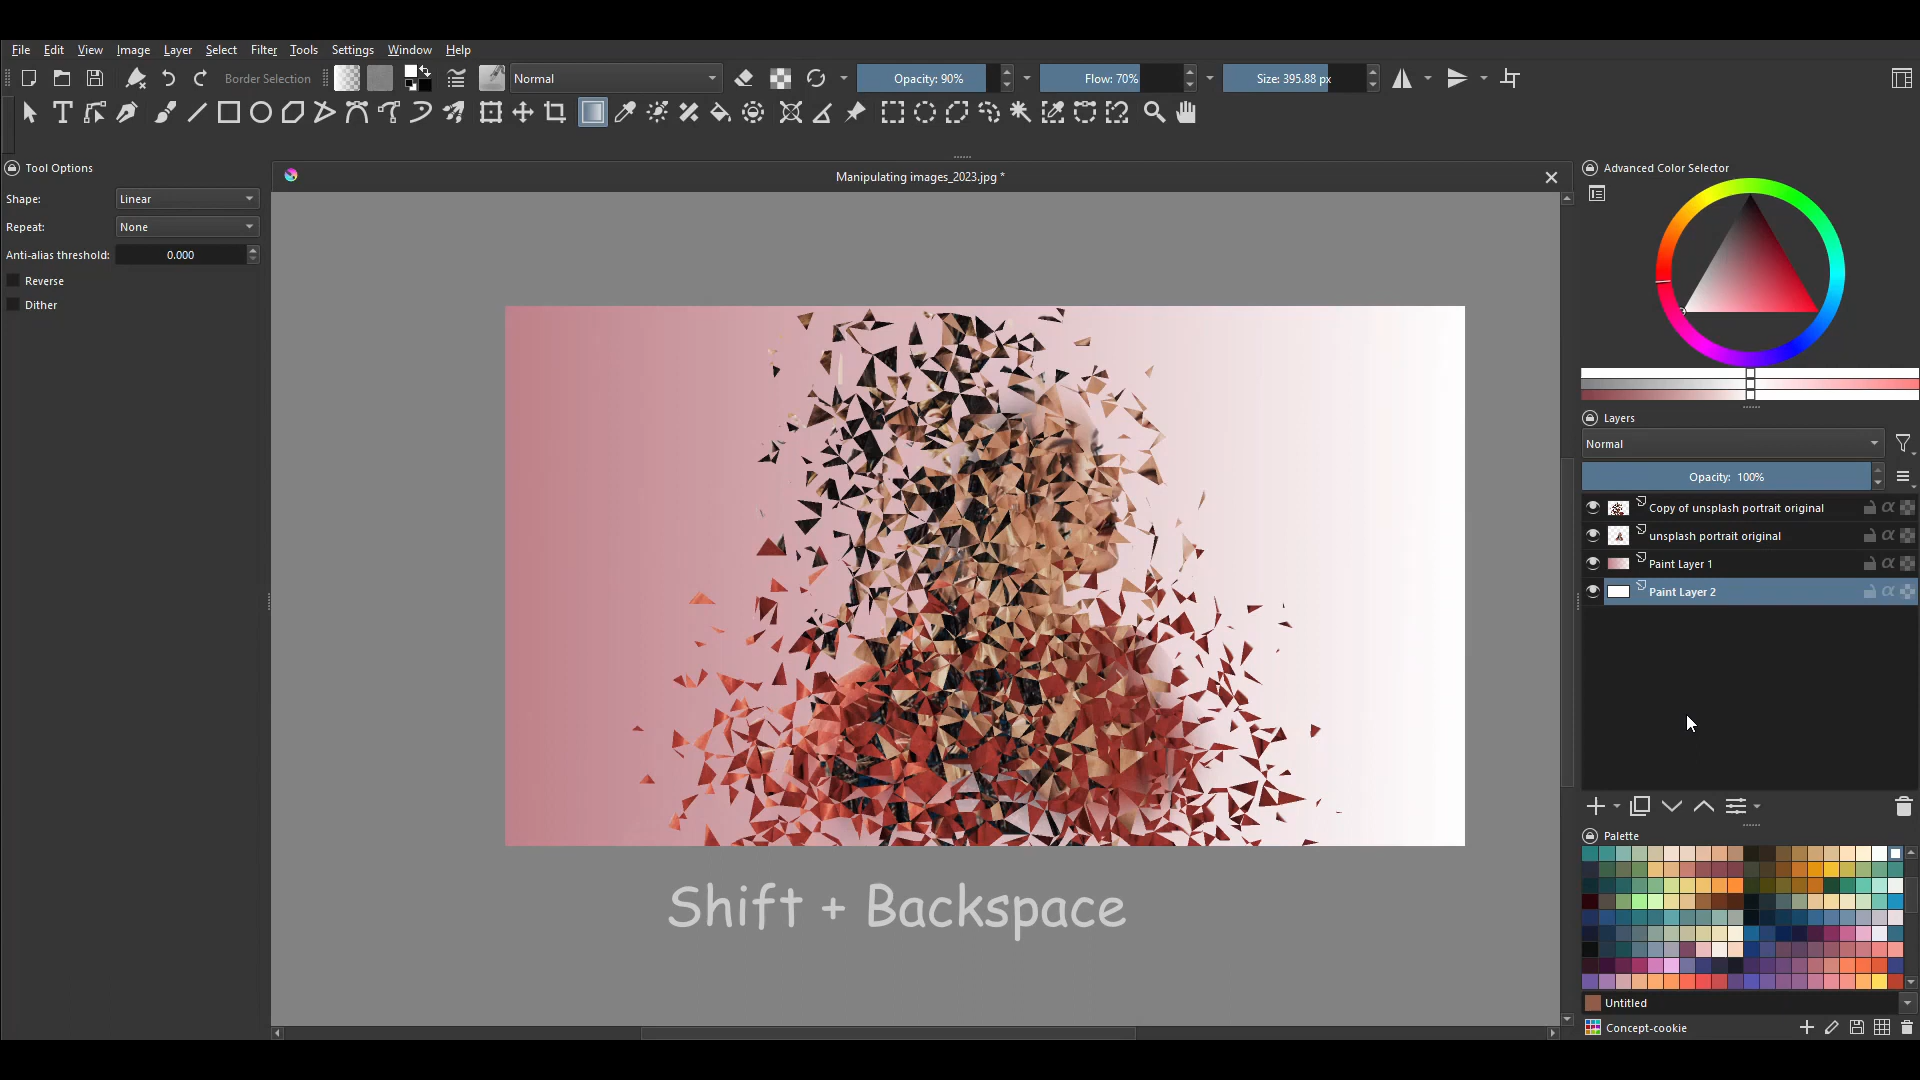 File Edit View Image Layer Select Filter Tools Settings Window Help
Border Selection Normal Opacity: 90% Flow: 70% Size: 395.88 px
Tool Options
Shape: Linear
Repeat: None
Anti-alias threshold: 0.000
Reverse
Dither
Manipulating images_2023.jpg *
Shift + Backspace
Advanced Color Selector
Layers
Normal
Opacity: 100%
Copy of unsplash portrait original
unsplash portrait original
Paint Layer 1
Paint Layer 2
Palette
Untitled
Concept-cookie